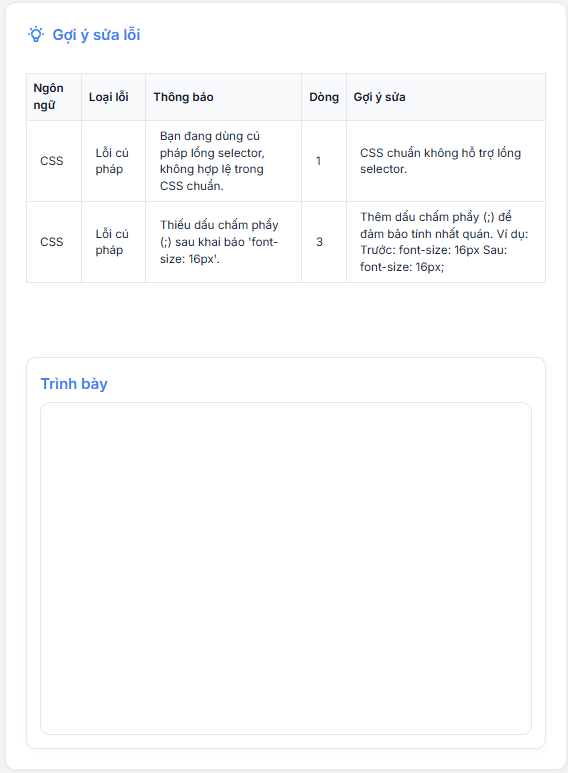 Gợi ý sửa lỗi
Ngôn ngữ
Loại lỗi
Thông báo
Dòng
Gợi ý sửa
CSS
Lỗi cú
pháp
Bạn đang dùng cú
pháp lồng selector,
không hợp lệ trong
CSS chuẩn.
1
CSS chuẩn không hỗ trợ lồng
selector.
CSS
Lỗi cú
pháp
Thiếu dấu chấm phẩy
(;) sau khai báo 'font-
size: 16px'.
3
Thêm dấu chấm phẩy (;) để
đảm bảo tính nhất quán. Ví dụ:
Trước: font-size: 16px Sau:
font-size: 16px;
Trình bày